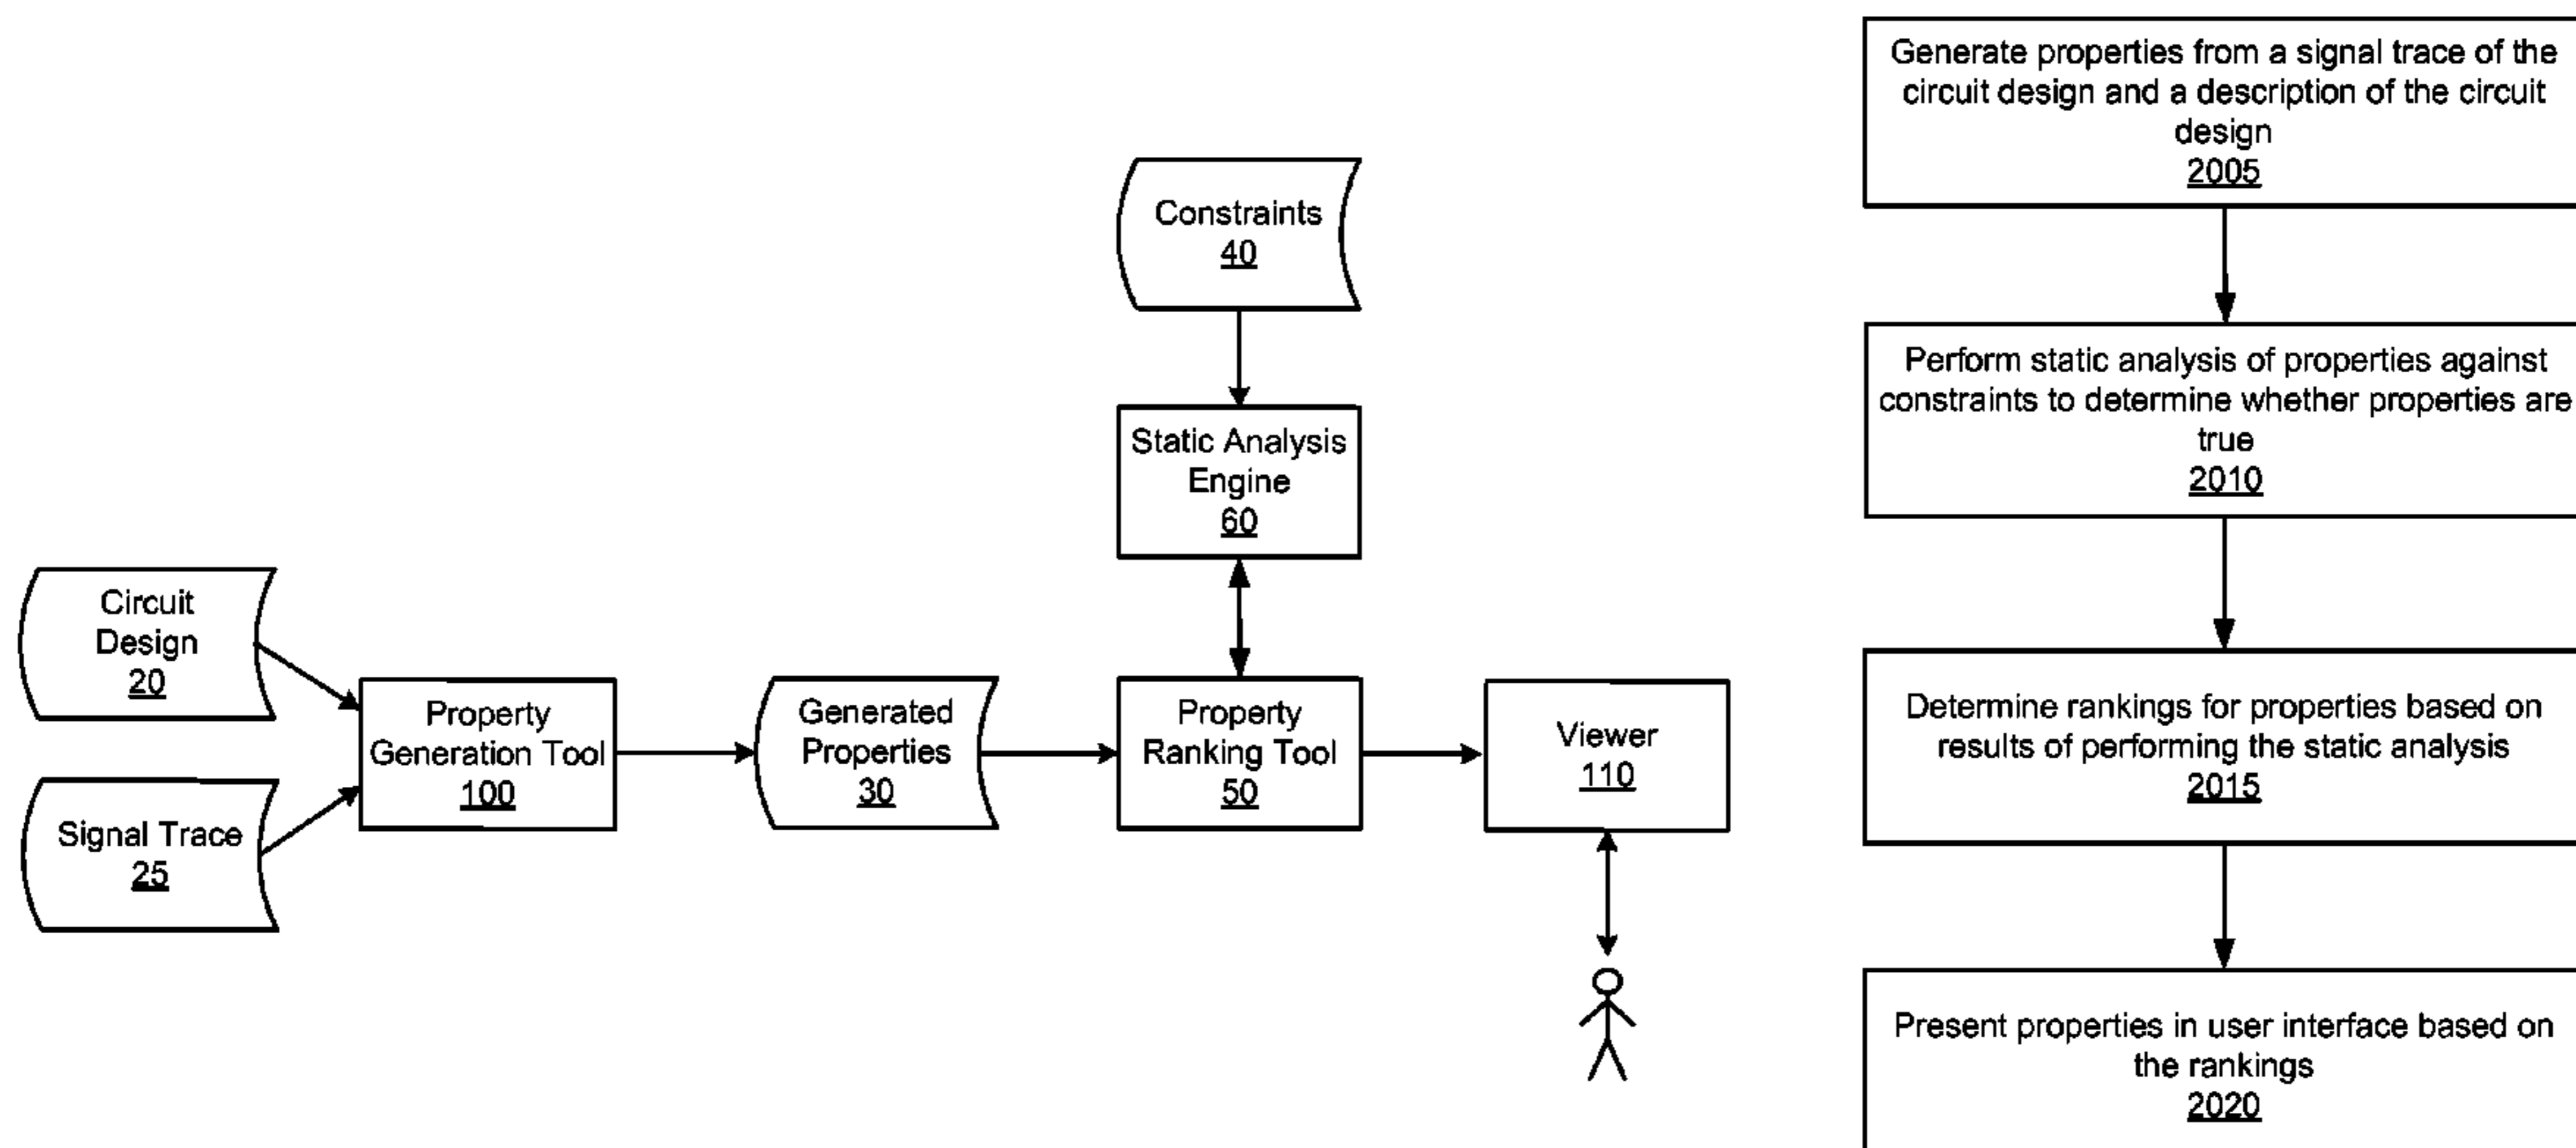 Constraints
40
Static Analysis
Engine
60
Circuit
Design
20
Signal Trace
25
Property
Generation Tool
100
Generated
Properties
30
Property
Ranking Tool
50
Viewer
110
Generate properties from a signal trace of the
circuit design and a description of the circuit
design
2005
Perform static analysis of properties against
constraints to determine whether properties are
true
2010
Determine rankings for properties based on
results of performing the static analysis
2015
Present properties in user interface based on
the rankings
2020